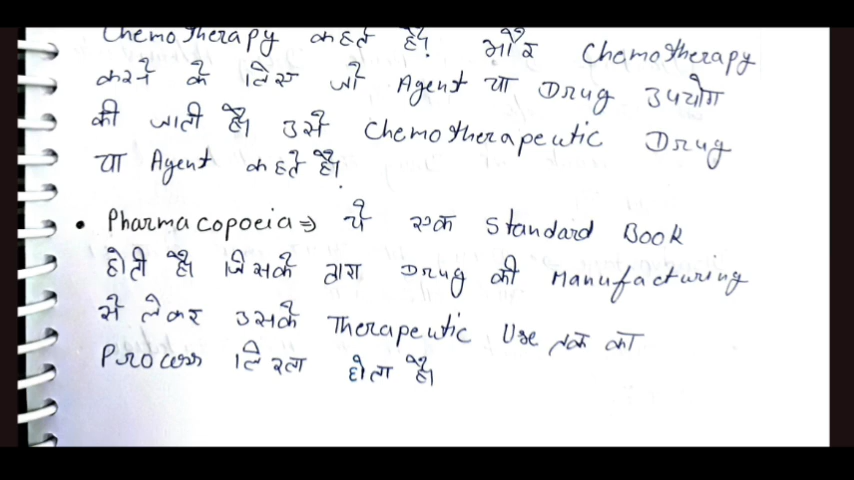 Chemotherapy कहते है। और Chemotherapy
करने के लिए जो Agent या Drug उपयोग
की जाती है। उसे Chemotherapeutic Drug
या Agent कहते है।
• Pharmacopoeia ⇒ ये एक Standard Book
होती है। जिसके द्वारा Drug की Manufacturing
से लेकर उसके Therapeutic Use तक का
Process लिखा होता है।